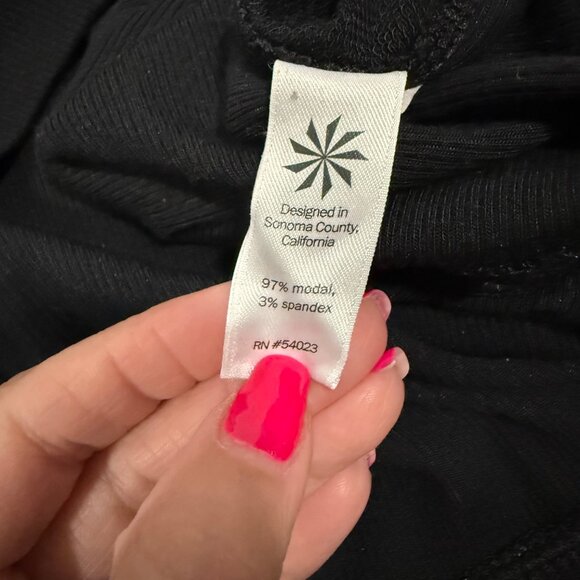 Designed in
Sonoma County,
California
97% modal,
3% spandex
RN #54023